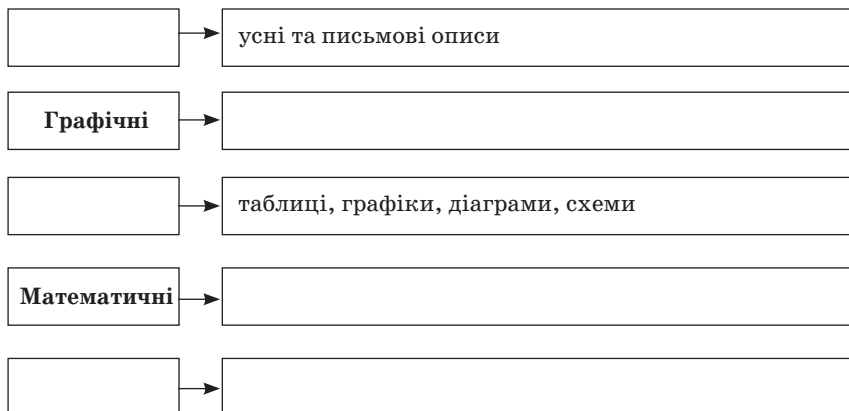 усні та письмові описи
Графічні
таблиці, графіки, діаграми, схеми
Математичні